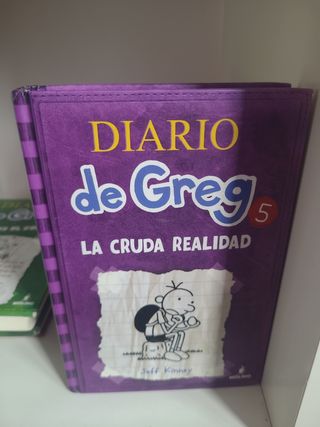 DIARIO
de Greg
5
LA CRUDA REALIDAD
Jeff Kinney